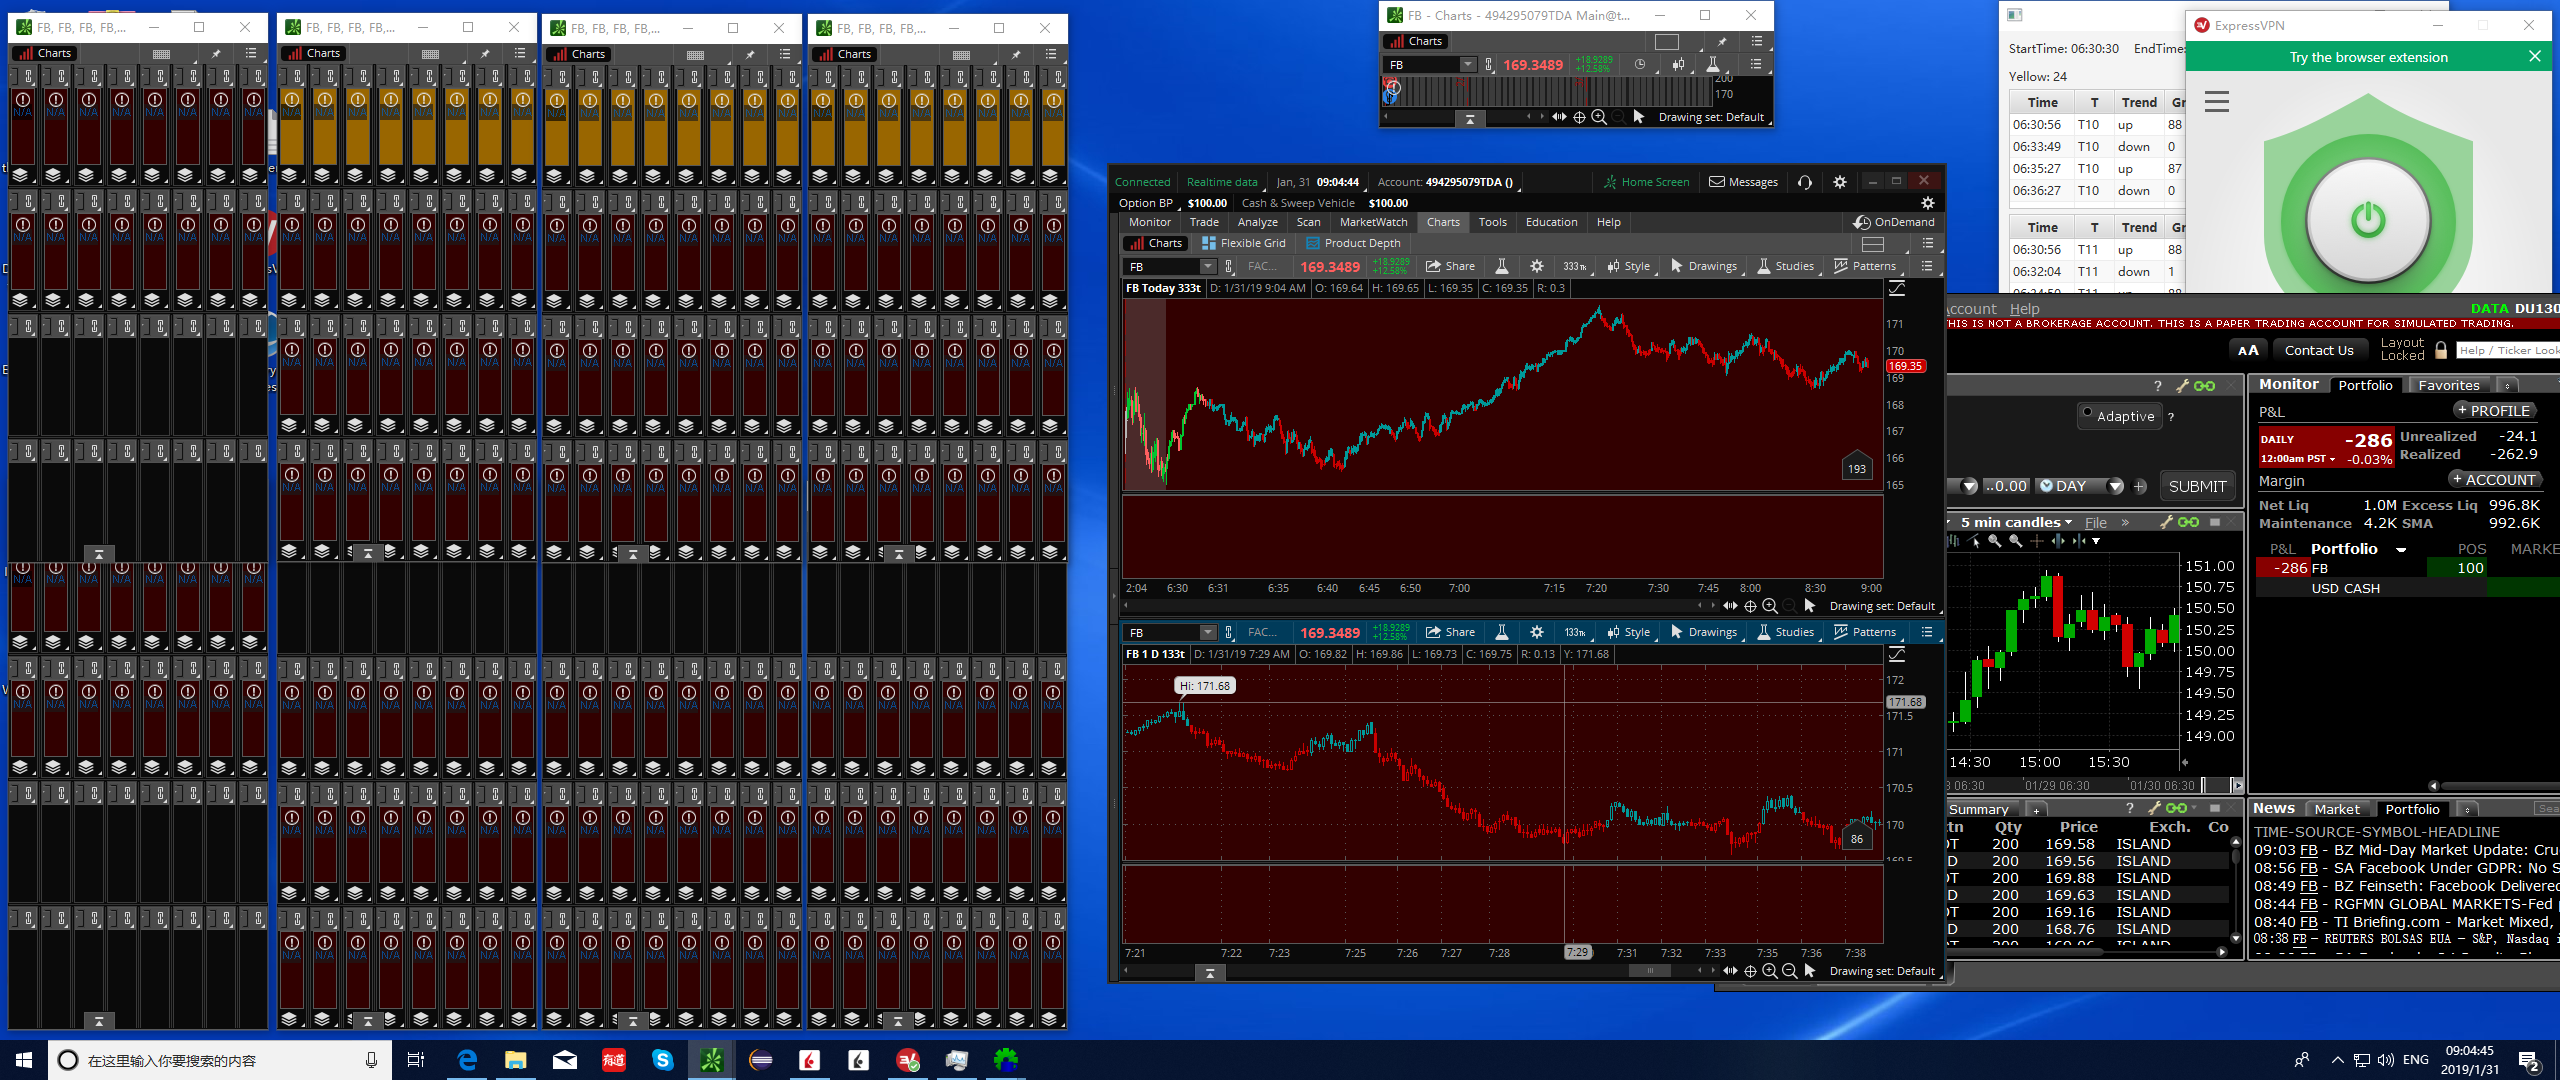 FB, FB, FB, FB,...
Charts
FB, FB, FB, FB,...
Charts
FB, FB, FB, FB,...
Charts
FB, FB, FB, FB,...
Charts
N/A N/A N/A N/A N/A N/A N/A N/A
FB - Charts - 494295079TDA Main@t...
Charts
FB 169.3489 +18.9289 +12.58%
200
170
Drawing set: Default
Connected Realtime data Jan, 31 09:04:44 Account: 494295079TDA () Home Screen Messages
Option BP $100.00 Cash & Sweep Vehicle $100.00
Monitor Trade Analyze Scan MarketWatch Charts Tools Education Help OnDemand
Charts Flexible Grid Product Depth
FB FAC... 169.3489 +18.9289 +12.58% Share 333tk Style Drawings Studies Patterns
FB Today 333t D: 1/31/19 9:04 AM O: 169.64 H: 169.65 L: 169.35 C: 169.35 R: 0.3
171
170
169.35
169
168
167
166
193
165
2:04 6:30 6:31 6:35 6:40 6:45 6:50 7:00 7:15 7:20 7:30 7:45 8:00 8:30 9:00
Drawing set: Default
FB FAC... 169.3489 +18.9289 +12.58% Share 133tk Style Drawings Studies Patterns
FB 1 D 133t D: 1/31/19 7:29 AM O: 169.82 H: 169.86 L: 169.73 C: 169.75 R: 0.13 Y: 171.68
172
Hi: 171.68
171.68
171.5
171
170.5
170
86
169.5
7:21 7:22 7:23 7:25 7:26 7:27 7:28 7:29 7:31 7:32 7:33 7:35 7:36 7:38
Drawing set: Default
StartTime: 06:30:30 EndTime:
Yellow: 24
Time T Trend Gr
06:30:56 T10 up 88
06:33:49 T10 down 0
06:35:27 T10 up 87
06:36:27 T10 down 0
Time T Trend Gr
06:30:56 T11 up 88
06:32:04 T11 down 1
ExpressVPN
Try the browser extension
Account Help DATA DU130
THIS IS NOT A BROKERAGE ACCOUNT. THIS IS A PAPER TRADING ACCOUNT FOR SIMULATED TRADING.
AA Contact Us Layout Locked Help / Ticker Look
Adaptive ?
..0.00 DAY + SUBMIT
Monitor Portfolio Favorites
P&L + PROFILE
DAILY -286 Unrealized -24.1
12:00am PST -0.03% Realized -262.9
Margin + ACCOUNT
Net Liq 1.0M Excess Liq 996.8K
Maintenance 4.2K SMA 992.6K
P&L Portfolio POS MARKE
-286 FB 100
USD CASH
5 min candles File »
151.00
150.75
150.50
150.25
150.00
149.75
149.50
149.25
149.00
14:30 15:00 15:30
06:30 01/29 06:30 01/30 06:30
Summary +
Qty Price Exch. Co
200 169.58 ISLAND
200 169.56 ISLAND
200 169.88 ISLAND
200 169.63 ISLAND
200 169.16 ISLAND
200 168.76 ISLAND
News Market Portfolio
TIME-SOURCE-SYMBOL-HEADLINE
09:03 FB - BZ Mid-Day Market Update: Cru
08:56 FB - SA Facebook Under GDPR: No S
08:49 FB - BZ Feinseth: Facebook Delivered
08:44 FB - RGFMN GLOBAL MARKETS-Fed p
08:40 FB - TI Briefing.com - Market Mixed,
08:38 FB - REUTERS BOLSAS EUA - S&P, Nasdaq i
在这里输入你要搜索的内容
有道
ENG
09:04:45
2019/1/31
2